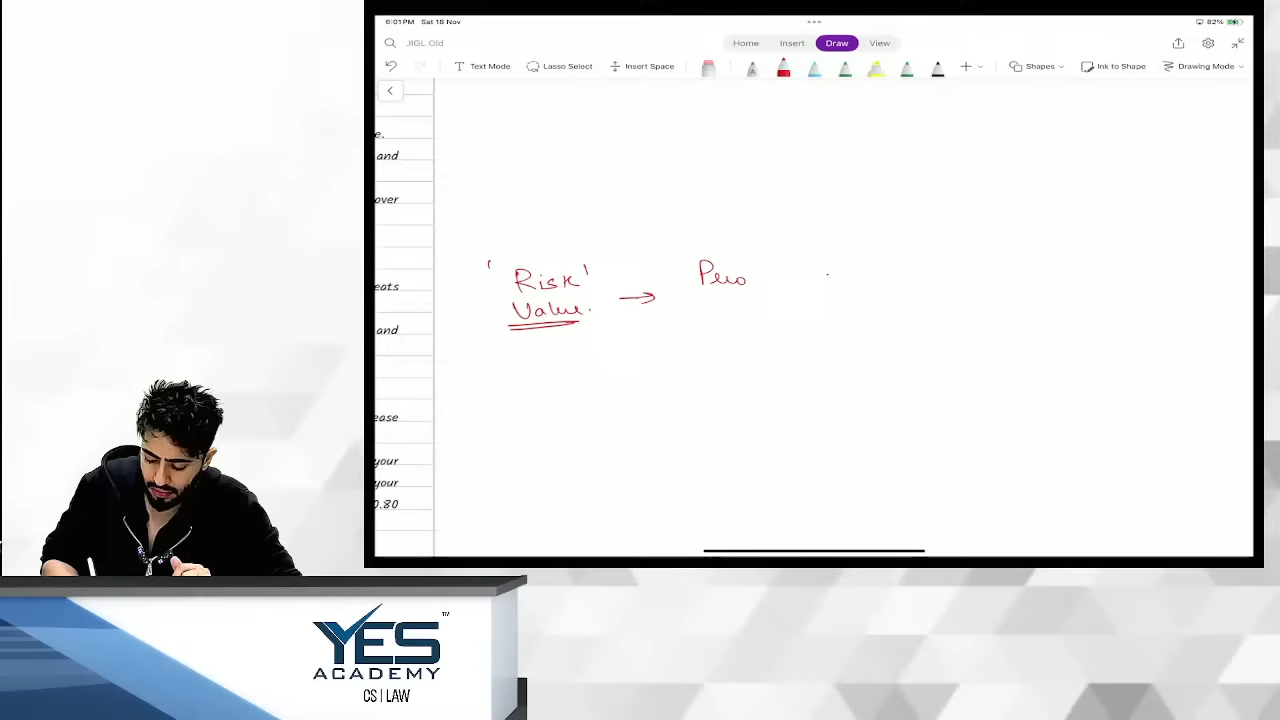 6:01PM Sat 18 Nov
82%
JIGL Old
Home Insert Draw View
Text Mode Lasso Select Insert Space Shapes Ink to Shape Drawing Mode
e.
and
over
eats
and
ease
your
your
0.80
'Risk'
Value. →
YES™
ACADEMY
CS | LAW